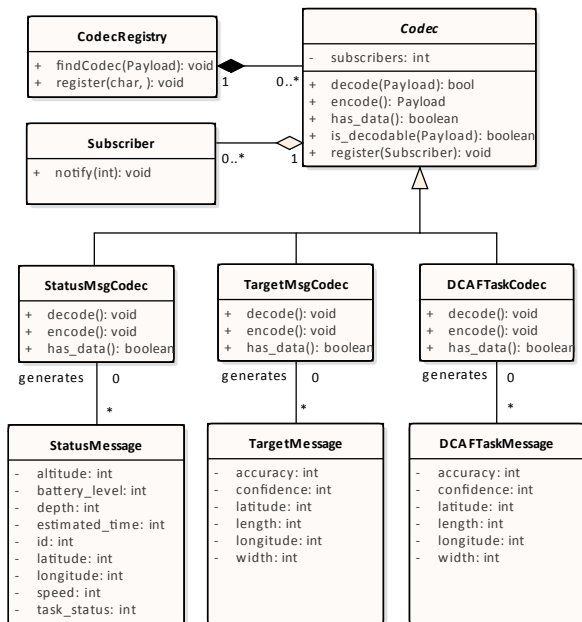 CodecRegistry
+ findCodec(Payload): void
+ register(char, ): void
1
0..*
Codec
- subscribers: int
+ decode(Payload): bool
+ encode(): Payload
+ has_data(): boolean
+ is_decodable(Payload): boolean
+ register(Subscriber): void
Subscriber
+ notify(int): void
0..*
1
StatusMsgCodec
+ decode(): void
+ encode(): void
+ has_data(): boolean
TargetMsgCodec
+ decode(): void
+ encode(): void
+ has_data(): boolean
DCAFTaskCodec
+ decode(): void
+ encode(): void
+ has_data(): boolean
generates 0
*
generates 0
*
generates 0
*
StatusMessage
- altitude: int
- battery_level: int
- depth: int
- estimated_time: int
- id: int
- latitude: int
- longitude: int
- speed: int
- task_status: int
TargetMessage
- accuracy: int
- confidence: int
- latitude: int
- length: int
- longitude: int
- width: int
DCAFTaskMessage
- accuracy: int
- confidence: int
- latitude: int
- length: int
- longitude: int
- width: int